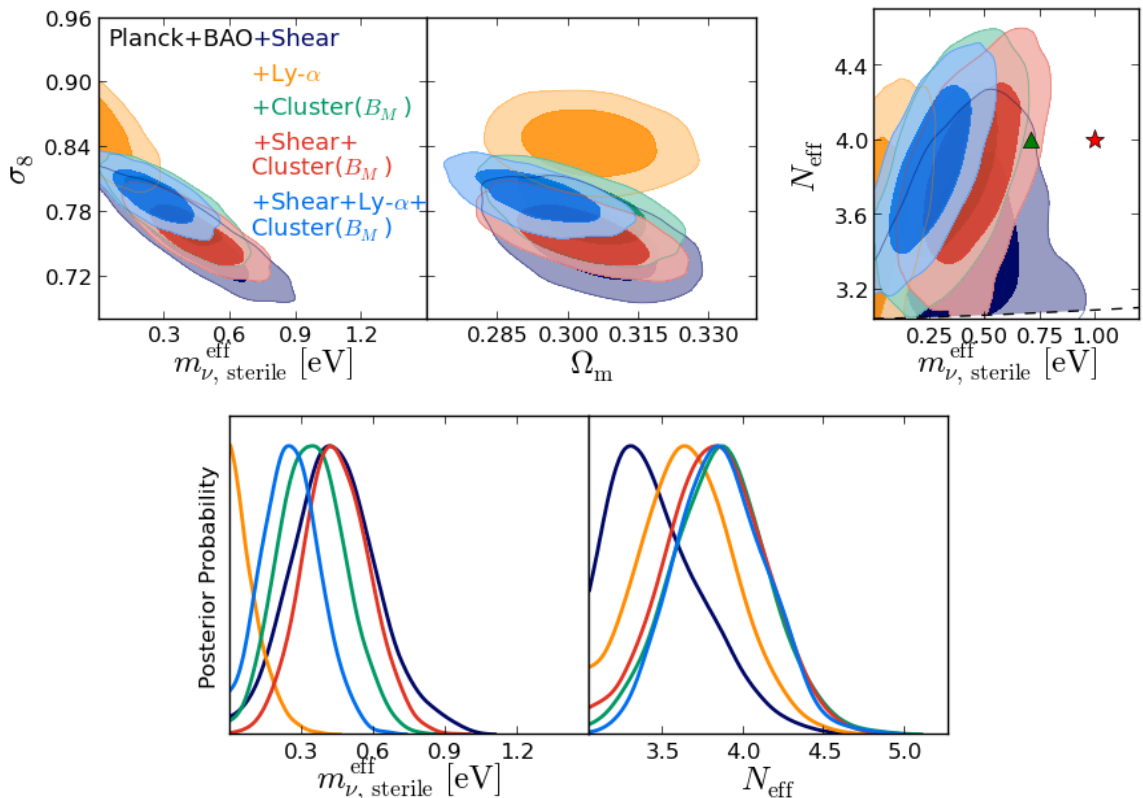 0.96
0.90
0.84
0.78
0.72
σ₈
Planck+BAO+Shear
+Ly-α
+Cluster(B_M)
+Shear+
Cluster(B_M)
+Shear+Ly-α+
Cluster(B_M)
0.3 0.6 0.9 1.2
m^eff_ν, sterile [eV]
0.285 0.300 0.315 0.330
Ω_m
4.4
4.0
3.6
3.2
N_eff
0.25 0.50 0.75 1.00
m^eff_ν, sterile [eV]
Posterior Probability
0.3 0.6 0.9 1.2
m^eff_ν, sterile [eV]
3.5 4.0 4.5 5.0
N_eff